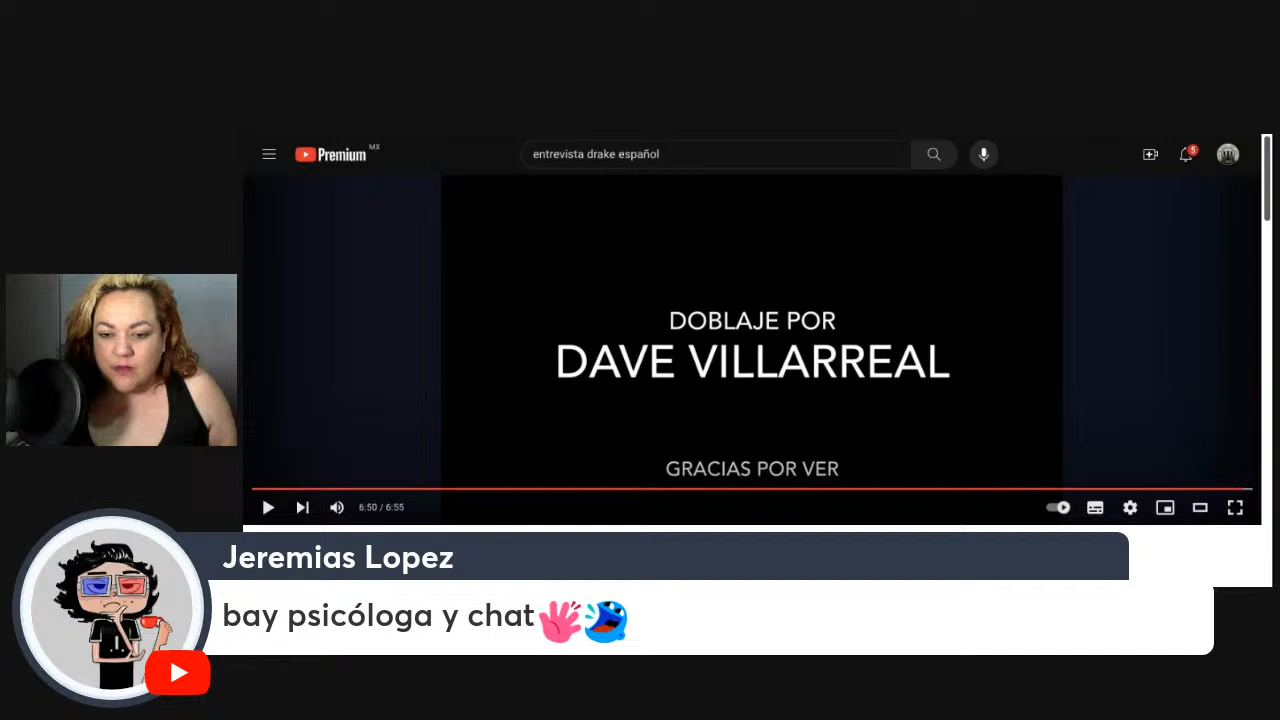 Premium MX
entrevista drake español
5
DOBLAJE POR
DAVE VILLARREAL
GRACIAS POR VER
6:50 / 6:55
Jeremias Lopez
bay psicóloga y chat